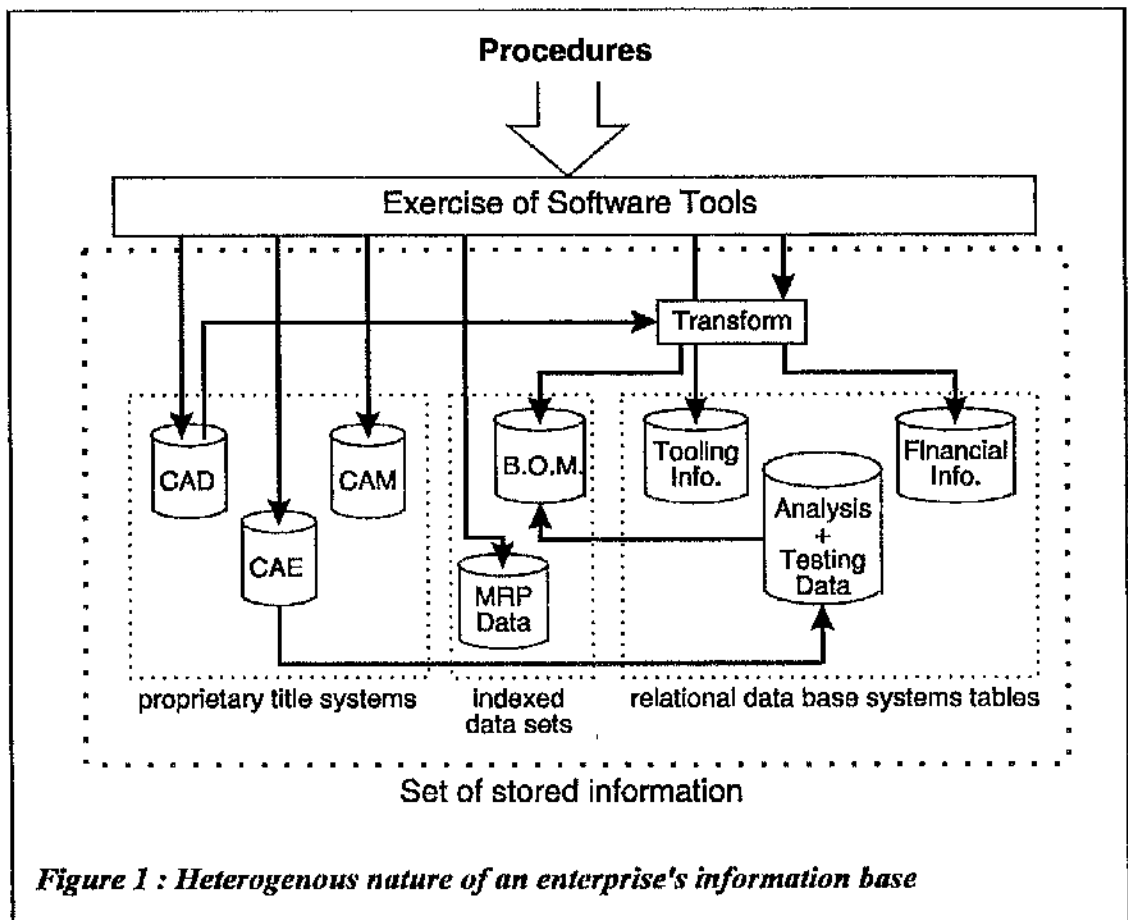 Procedures
Exercise of Software Tools
Transform
CAD
CAM
B.O.M.
Tooling
Info.
Financial
Info.
CAE
MRP
Data
Analysis
+
Testing
Data
proprietary title systems
indexed
data sets
relational data base systems tables
Set of stored information
Figure 1 : Heterogenous nature of an enterprise's information base